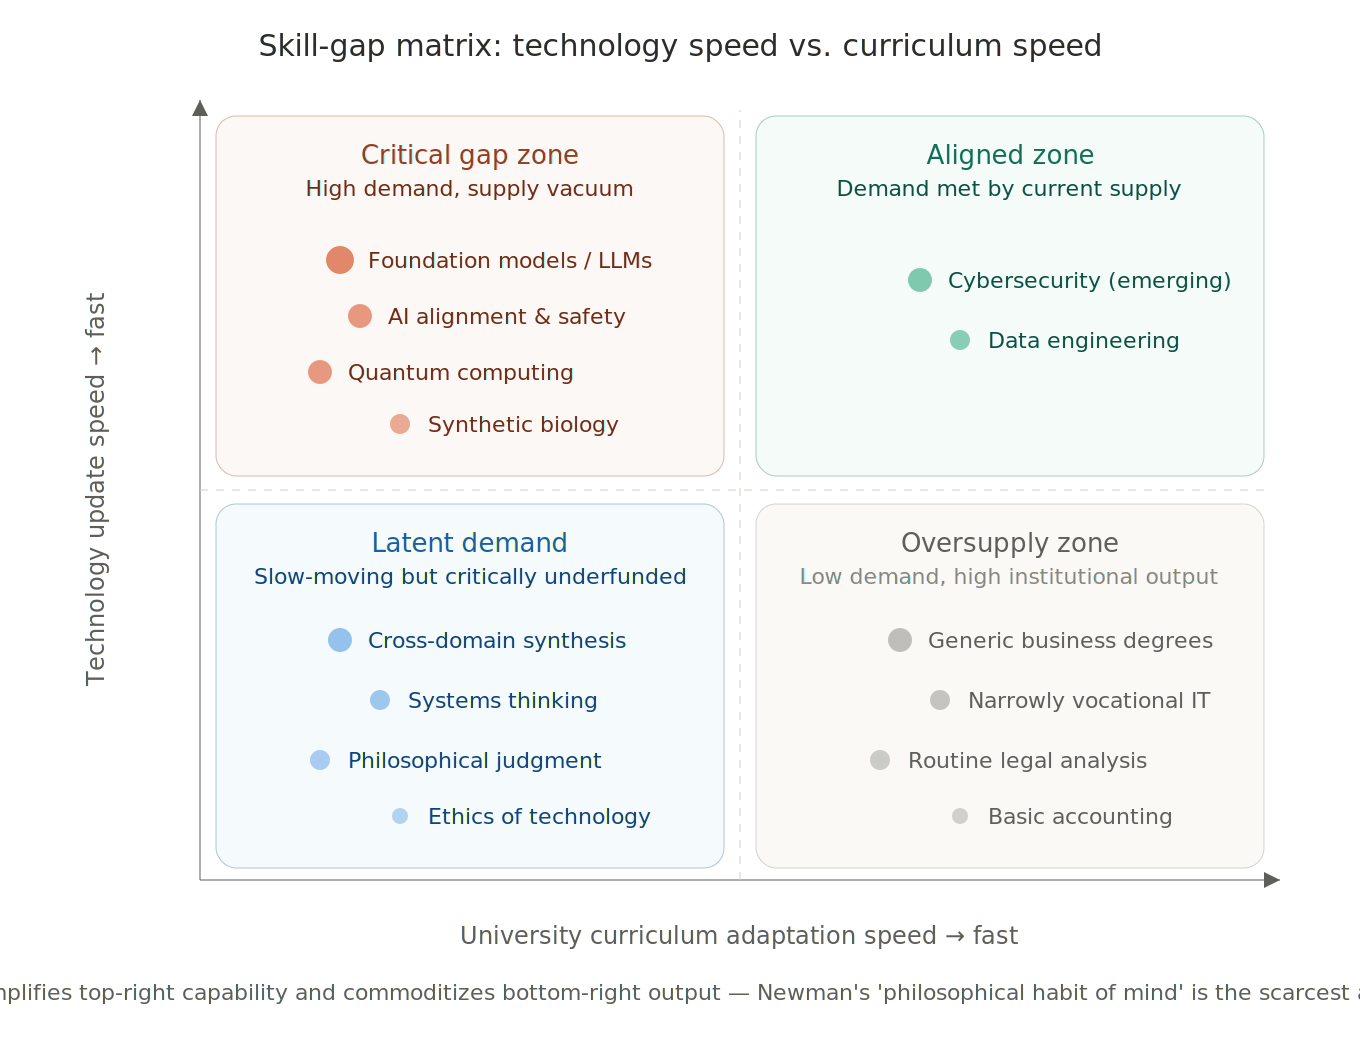 Skill-gap matrix: technology speed vs. curriculum speed
Technology update speed → fast
Critical gap zone
High demand, supply vacuum
Foundation models / LLMs
AI alignment & safety
Quantum computing
Synthetic biology
Aligned zone
Demand met by current supply
Cybersecurity (emerging)
Data engineering
Latent demand
Slow-moving but critically underfunded
Cross-domain synthesis
Systems thinking
Philosophical judgment
Ethics of technology
Oversupply zone
Low demand, high institutional output
Generic business degrees
Narrowly vocational IT
Routine legal analysis
Basic accounting
University curriculum adaptation speed → fast
top-right capability and commoditizes bottom-right output — Newman's 'philosophical habit of mind' is the scarcest